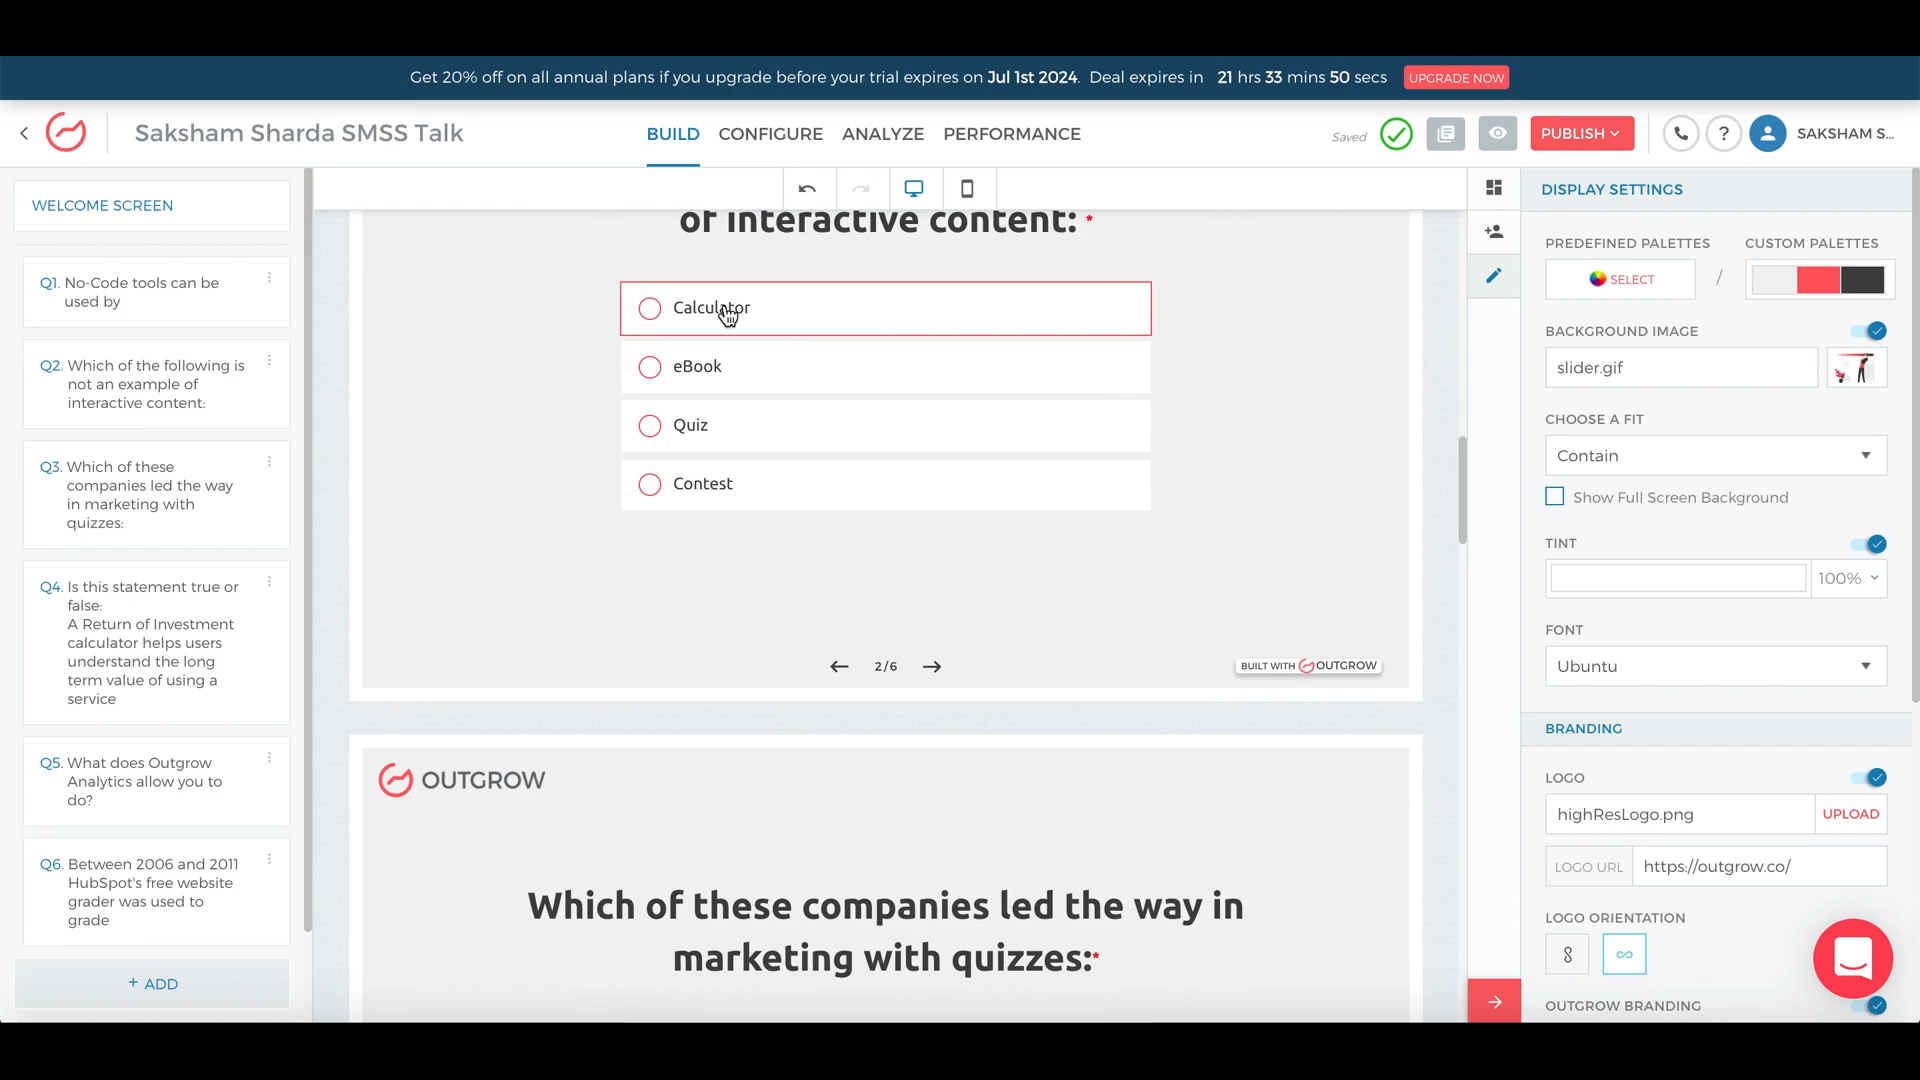 Get 20% off on all annual plans if you upgrade before your trial expires on Jul 1st 2024. Deal expires in 21 hrs 33 mins 50 secs UPGRADE NOW
Saksham Sharda SMSS Talk
BUILD CONFIGURE ANALYZE PERFORMANCE
Saved
PUBLISH
?
SAKSHAM S...
WELCOME SCREEN
Q1. No-Code tools can be
used by
Q2. Which of the following is
not an example of
interactive content:
Q3. Which of these
companies led the way
in marketing with
quizzes:
Q4. Is this statement true or
false:
A Return of Investment
calculator helps users
understand the long
term value of using a
service
Q5. What does Outgrow
Analytics allow you to
do?
Q6. Between 2006 and 2011
HubSpot's free website
grader was used to
grade
+ ADD
of interactive content: *
Calculator
eBook
Quiz
Contest
2/6
BUILT WITH OUTGROW
OUTGROW
Which of these companies led the way in
marketing with quizzes:*
DISPLAY SETTINGS
PREDEFINED PALETTES
CUSTOM PALETTES
SELECT
/
BACKGROUND IMAGE
slider.gif
CHOOSE A FIT
Contain
Show Full Screen Background
TINT
100%
FONT
Ubuntu
BRANDING
LOGO
highResLogo.png
UPLOAD
LOGO URL
https://outgrow.co/
LOGO ORIENTATION
OUTGROW BRANDING